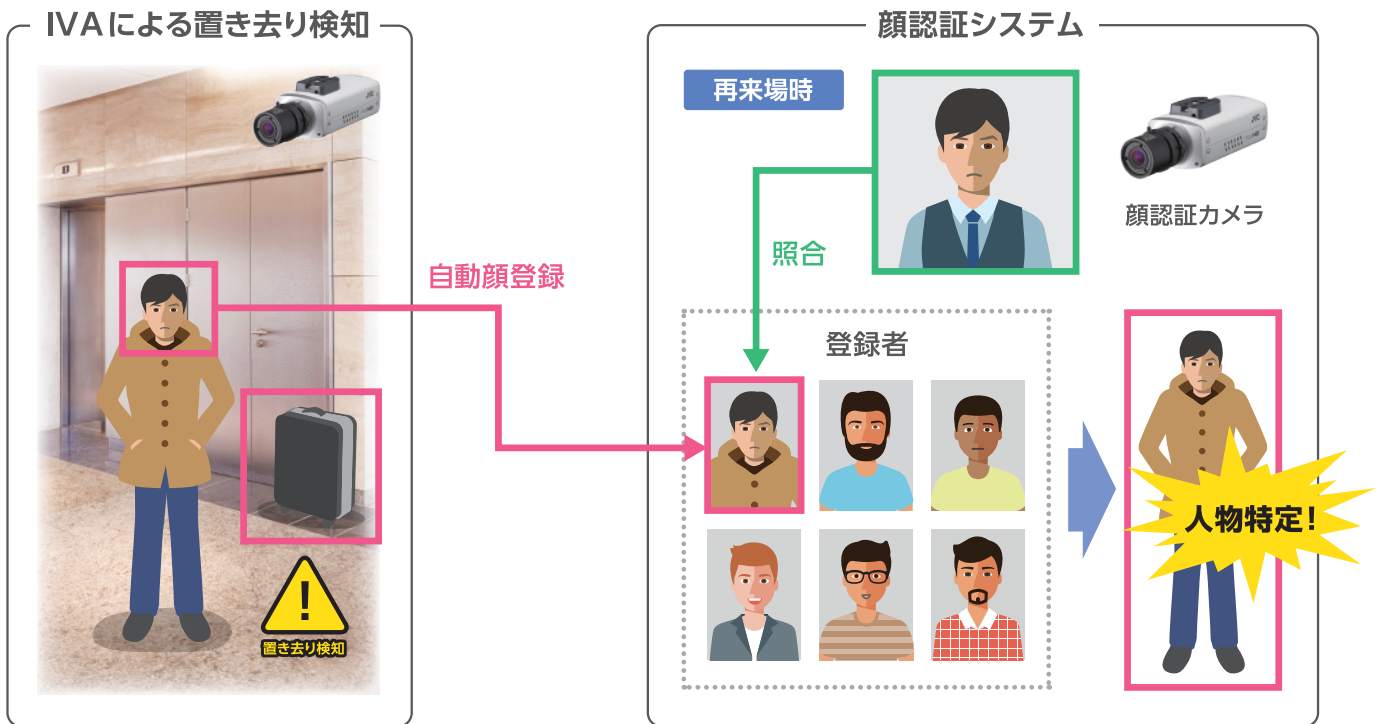 IVAによる置き去り検知
置き去り検知
自動顔登録
顔認証システム
再来場時
JVC
顔認証カメラ
照合
登録者
人物特定!